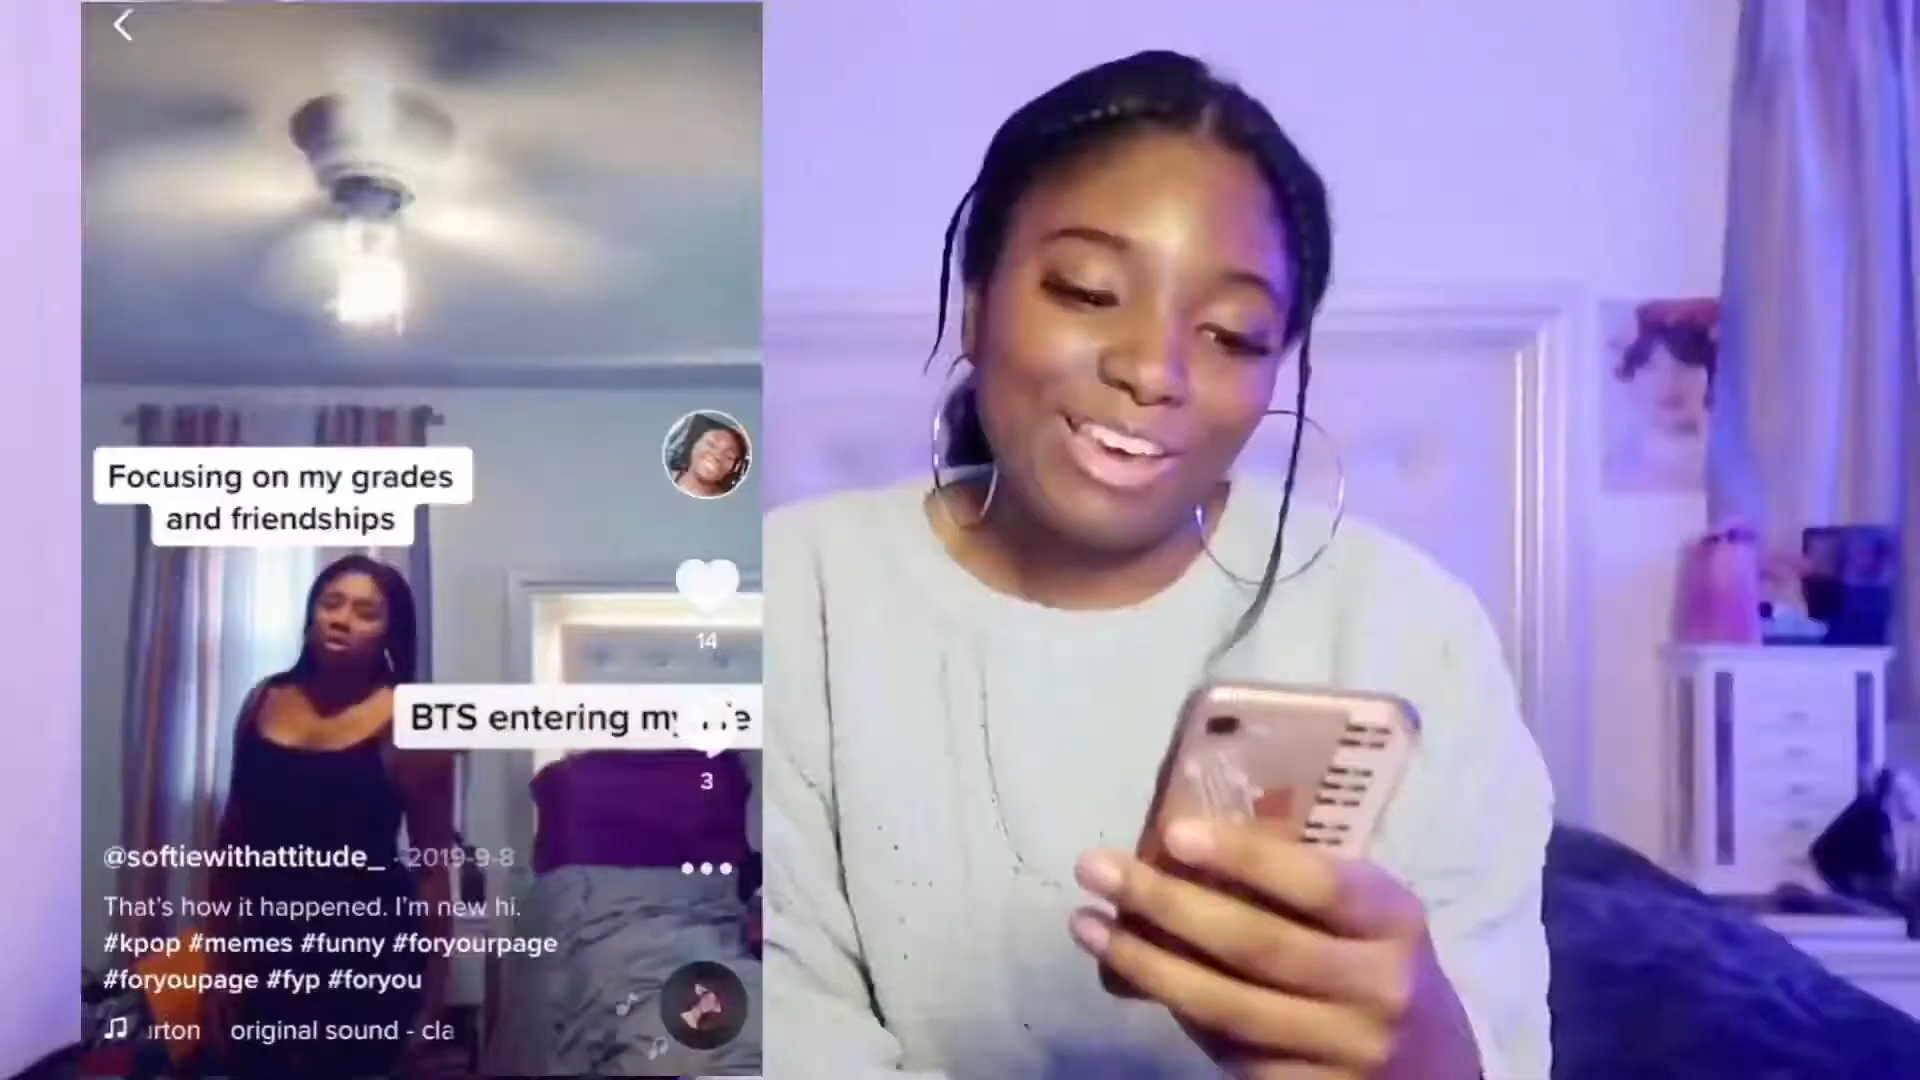 Focusing on my grades
and friendships
14
BTS entering my
3
@softiewithattitude_ - 2019-9-8
That's how it happened. I'm new hi.
#kpop #memes #funny #foryourpage
#foryoupage #fyp #foryou
original sound - cla